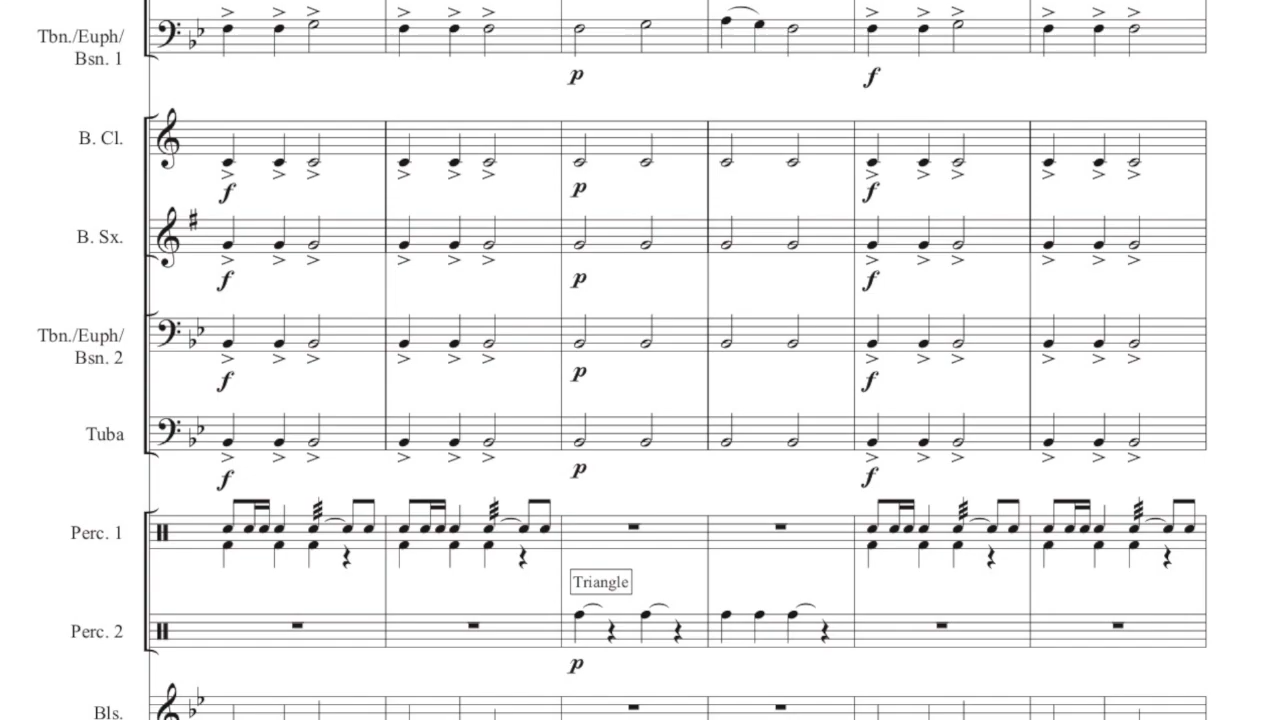 Tbn./Euph/
Bsn. 1
p
f
B. Cl.
f
p
f
B. Sx.
f
p
f
Tbn./Euph/
Bsn. 2
f
p
f
Tuba
f
p
f
Perc. 1
Triangle
Perc. 2
p
Bls.